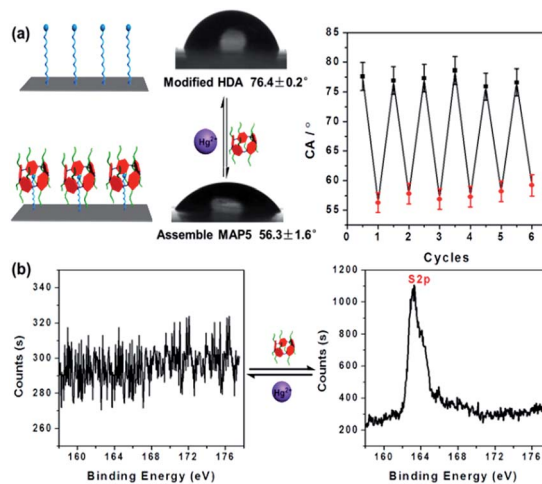 (a)
Modified HDA 76.4±0.2°
Hg²⁺
Assemble MAP5 56.3±1.6°
CA / °
85
80
75
70
65
60
55
0 1 2 3 4 5 6
Cycles
(b)
Counts (s)
340
320
300
280
260
160 164 168 172 176
Binding Energy (eV)
Hg²⁺
S2p
Counts (s)
1200
1000
800
600
400
200
160 164 168 172 176
Binding Energy (eV)